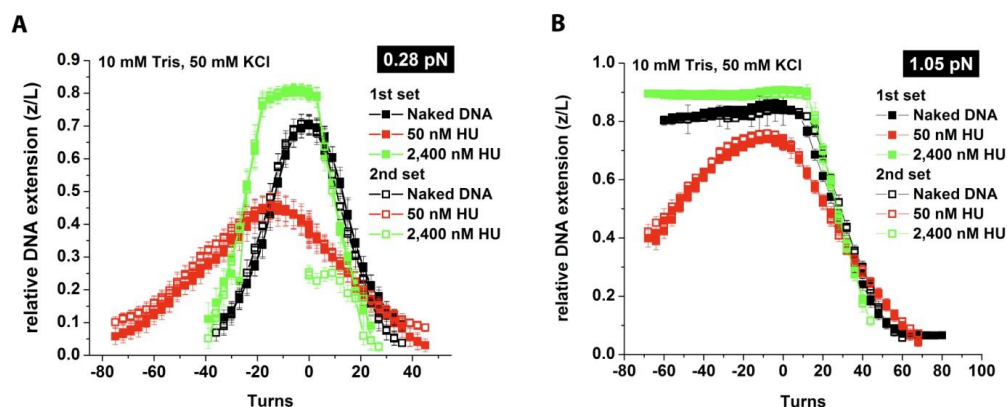 A
10 mM Tris, 50 mM KCl
0.28 pN
1st set
Naked DNA
50 nM HU
2,400 nM HU
2nd set
Naked DNA
50 nM HU
2,400 nM HU
relative DNA extension (z/L)
0.9
0.8
0.7
0.6
0.5
0.4
0.3
0.2
0.1
0.0
-80 -60 -40 -20 0 20 40
Turns
B
10 mM Tris, 50 mM KCl
1.05 pN
1st set
Naked DNA
50 nM HU
2,400 nM HU
2nd set
Naked DNA
50 nM HU
2,400 nM HU
relative DNA extension (z/L)
1.0
0.8
0.6
0.4
0.2
0.0
-80 -60 -40 -20 0 20 40 60 80 100
Turns